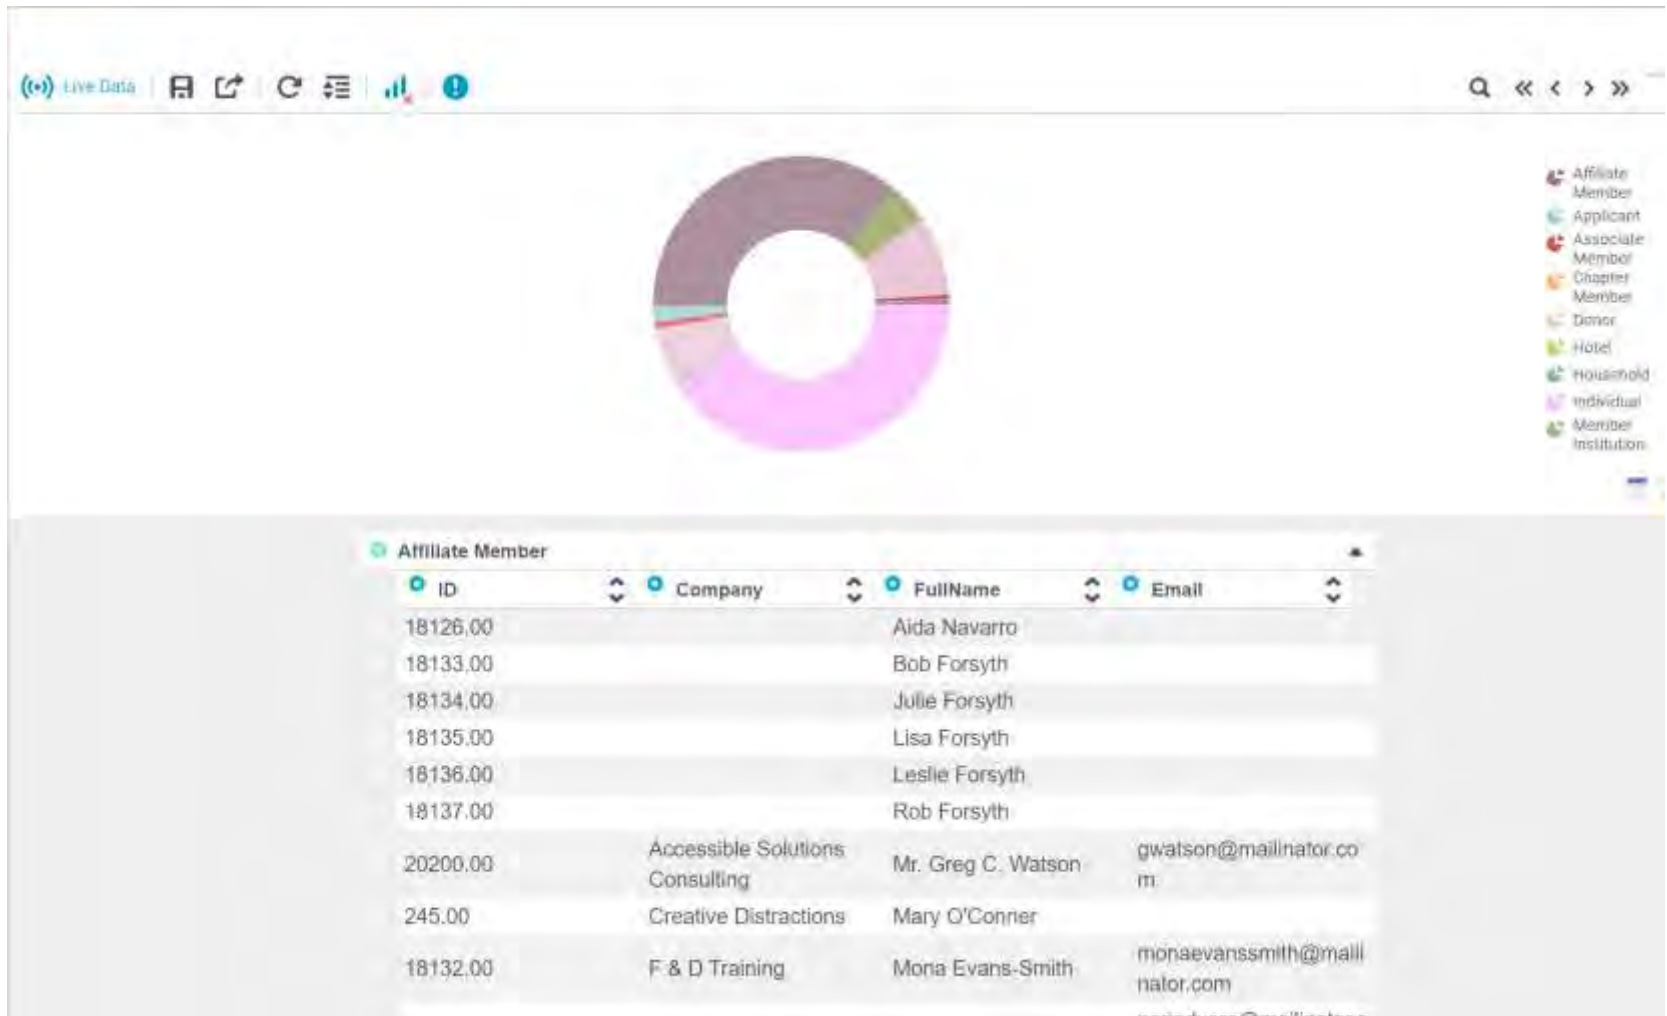 Live Data
Affiliate
Member
Applicant
Associate
Member
Chapter
Member
Donor
Hotel
Household
Individual
Member
Institution
Affiliate Member
ID Company FullName Email
18126.00 Aida Navarro
18133.00 Bob Forsyth
18134.00 Julie Forsyth
18135.00 Lisa Forsyth
18136.00 Leslie Forsyth
18137.00 Rob Forsyth
Accessible Solutions
Consulting
20200.00 Mr. Greg C. Watson
gwatson@mailinator.co
m
245.00 Creative Distractions Mary O'Conner
18132.00 F & D Training Mona Evans-Smith
monaevanssmith@maili
nator.com